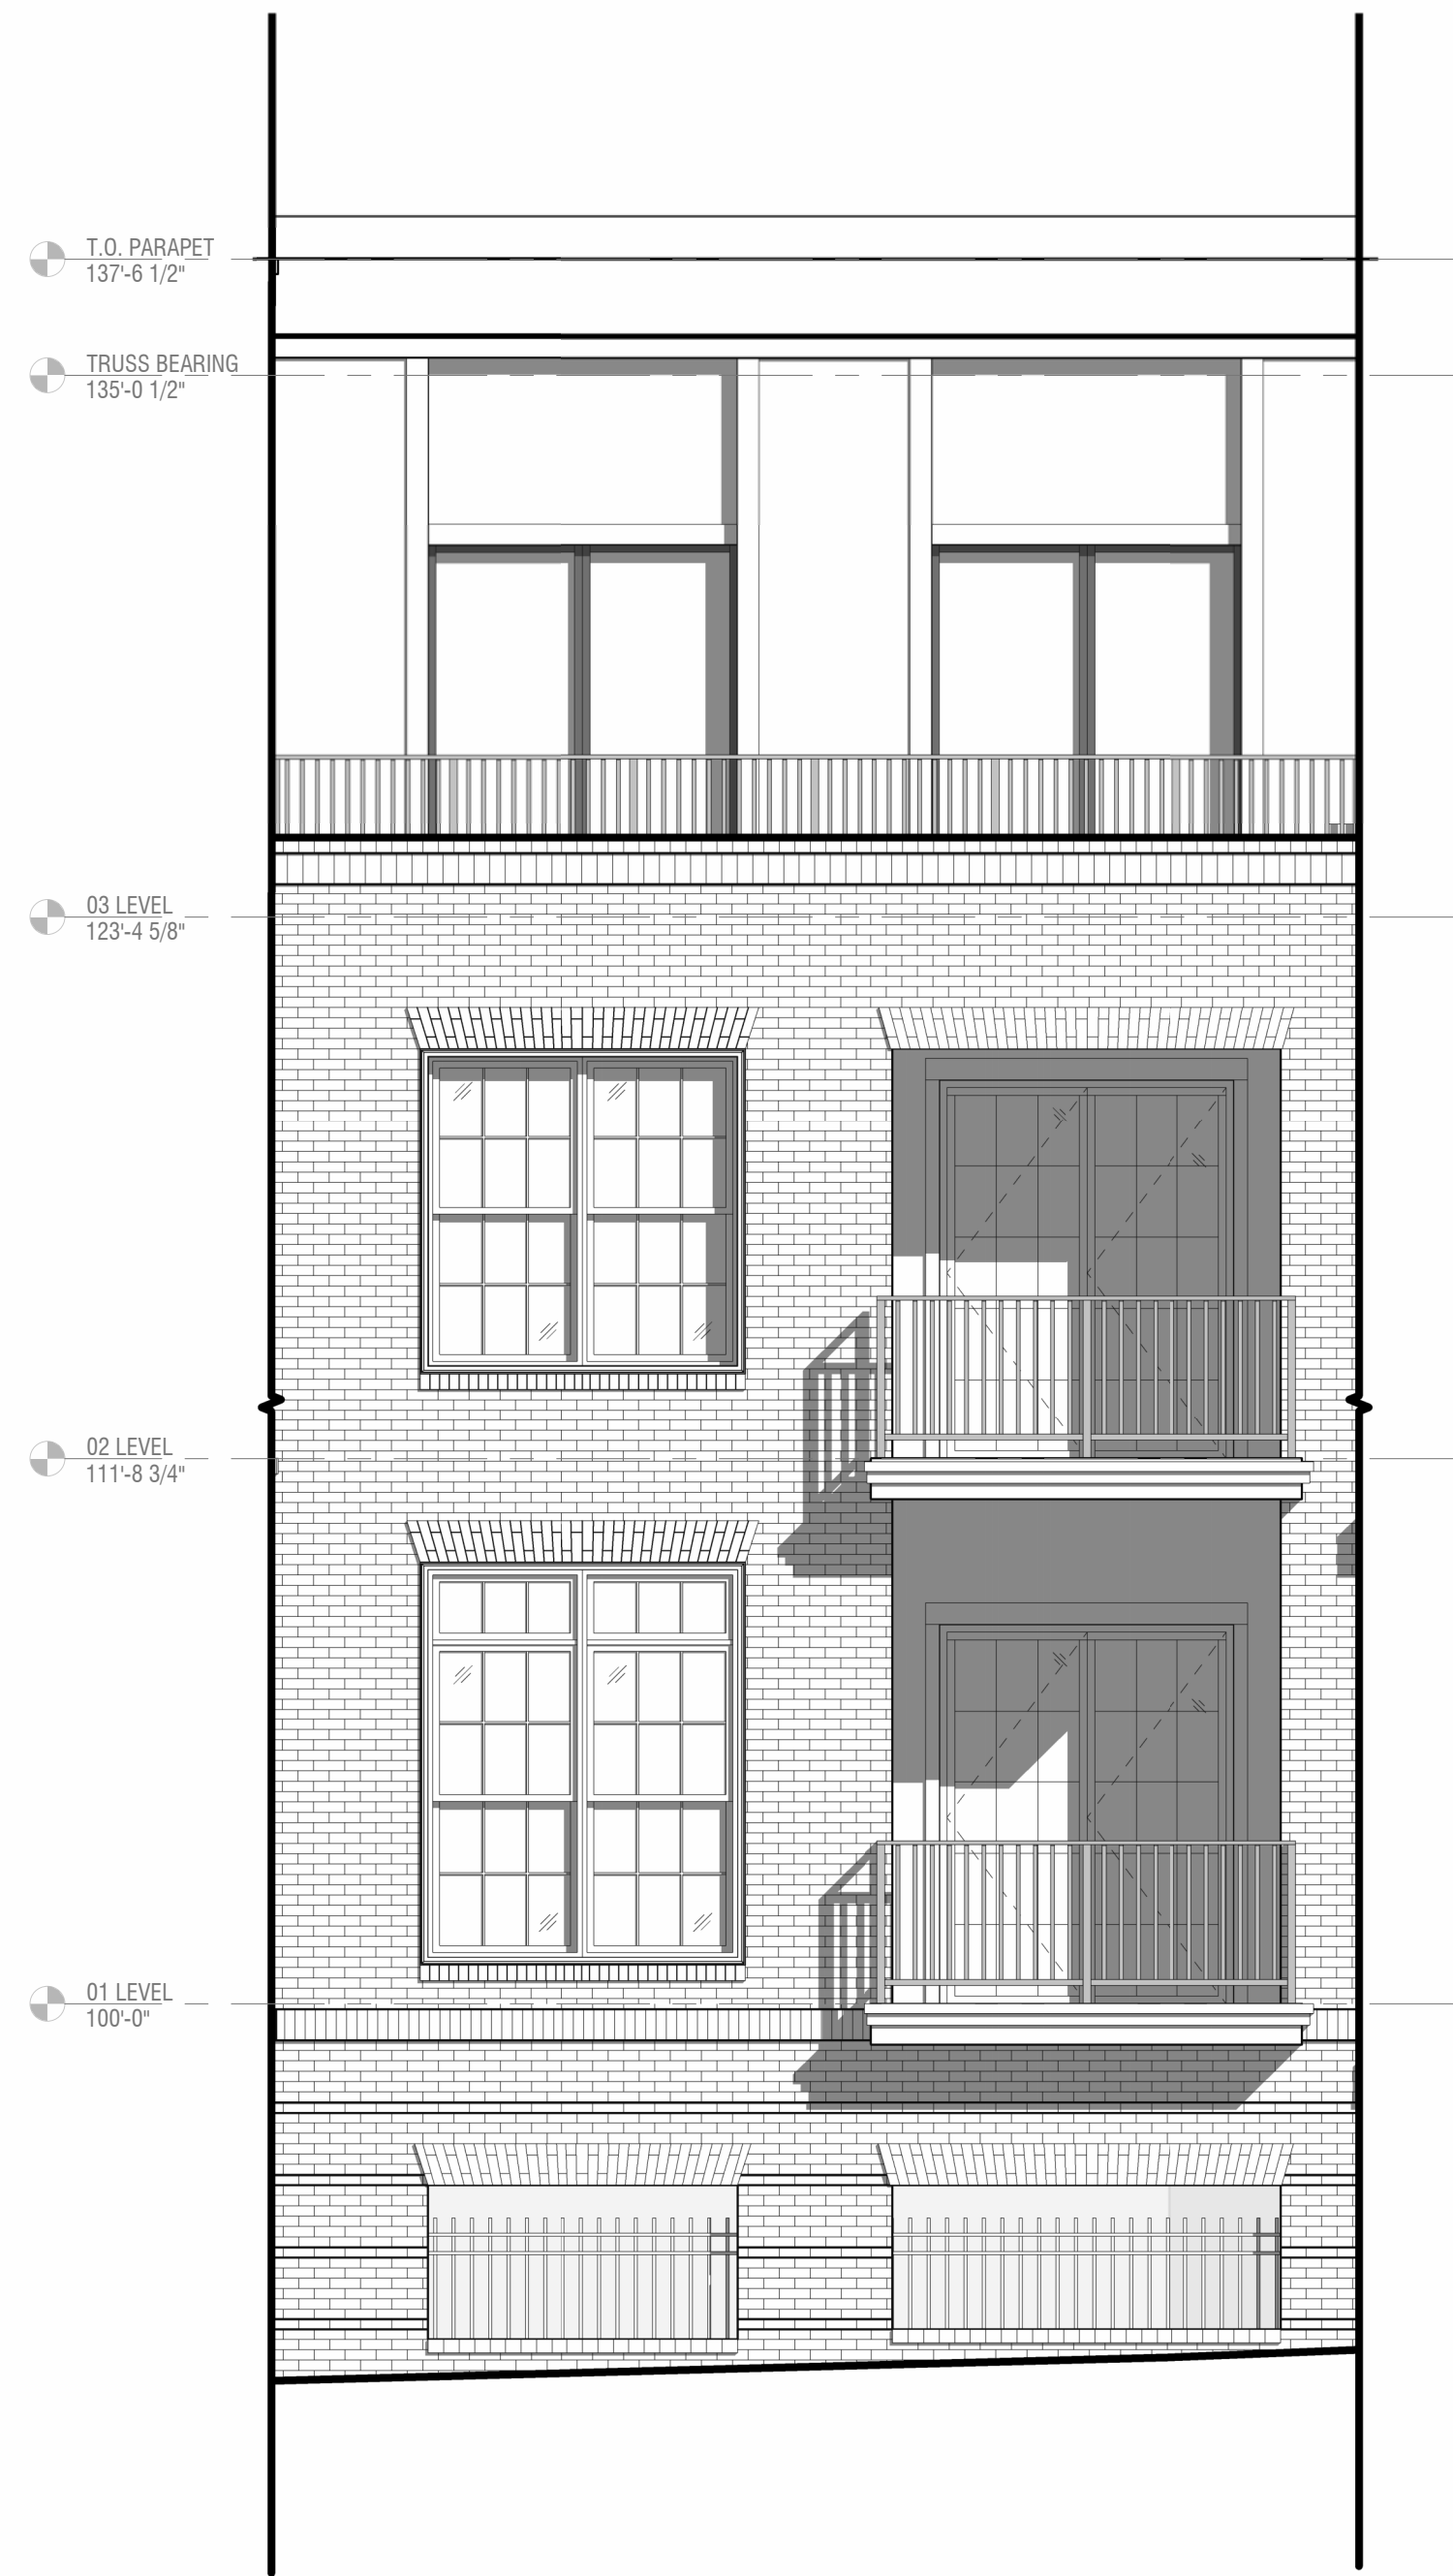 T.O. PARAPET
137'-6 1/2"
TRUSS BEARING
135'-0 1/2"
03 LEVEL
123'-4 5/8"
02 LEVEL
111'-8 3/4"
01 LEVEL
100'-0"